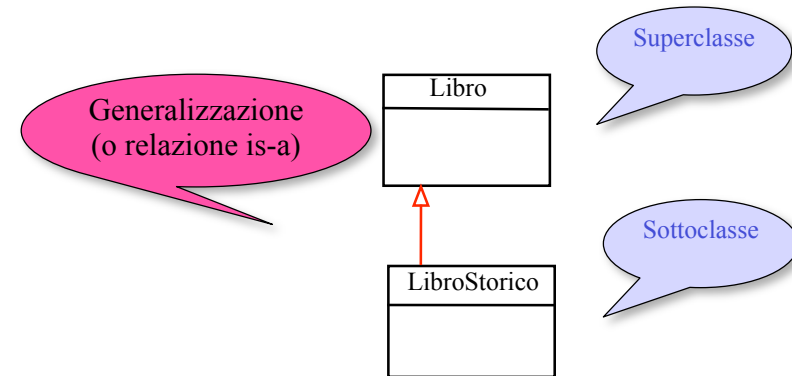 Superclasse
Libro
Generalizzazione
(o relazione is-a)
Sottoclasse
LibroStorico